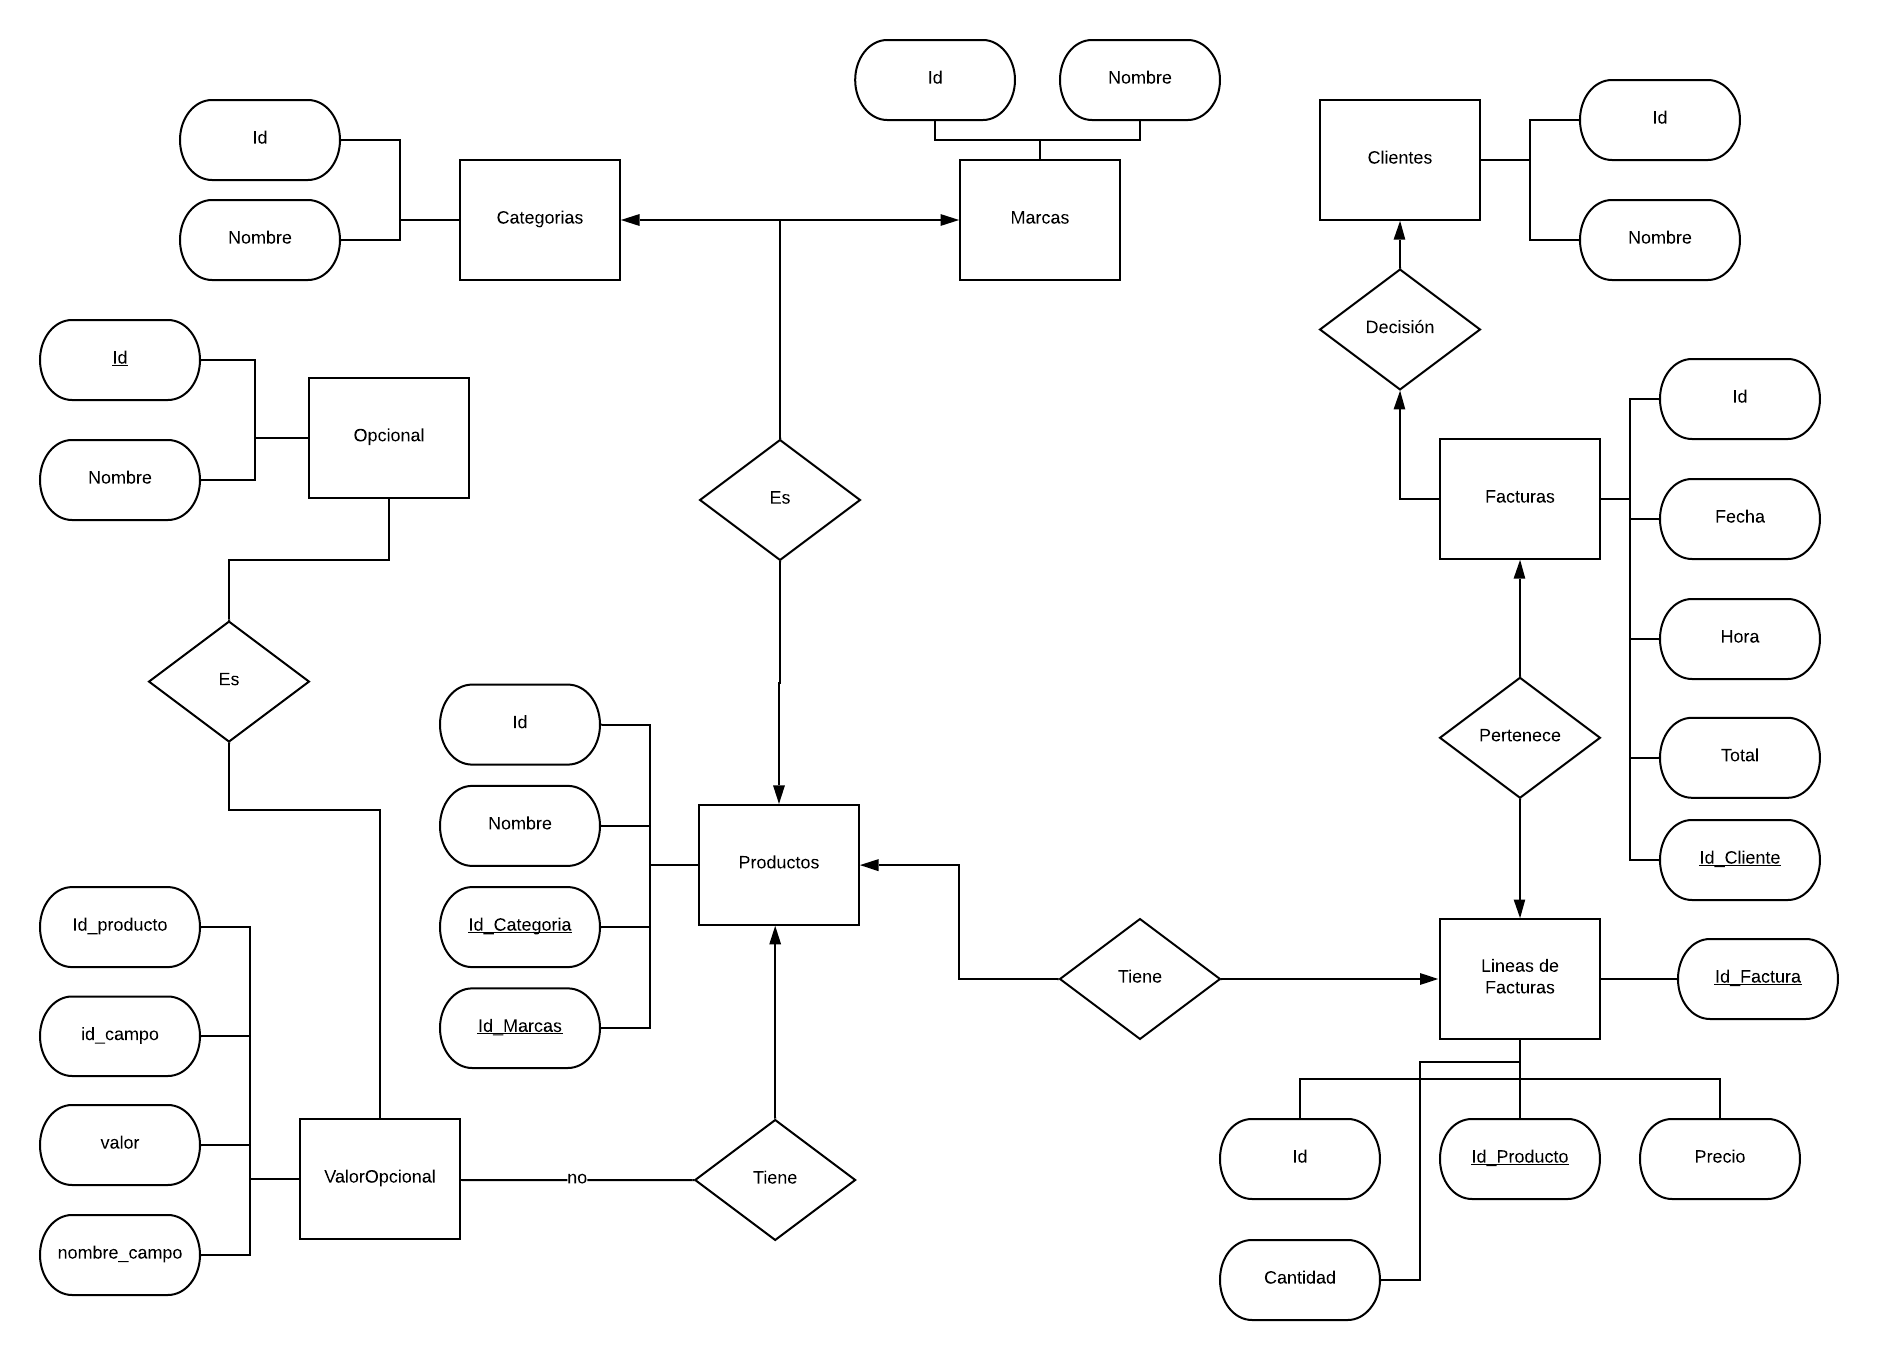 Id
Nombre
Id
Nombre
Categorias
Marcas
Clientes
Id
Nombre
Decisión
Id
Nombre
Opcional
Es
Es
Facturas
Id
Fecha
Hora
Total
Id_Cliente
Pertenece
Id
Nombre
Id_Categoria
Id_Marcas
Productos
Tiene
Lineas de
Facturas
Id_Factura
Id_producto
id_campo
valor
nombre_campo
ValorOpcional
no
Tiene
Id
Id_Producto
Precio
Cantidad